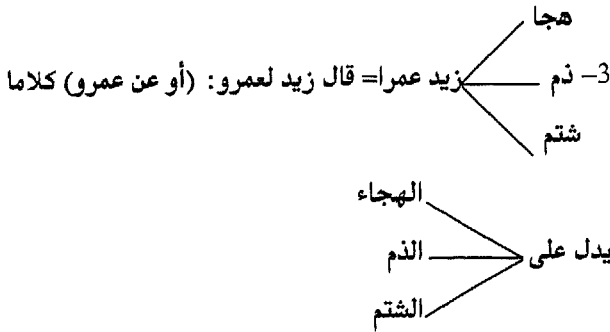 هجا
3- ذم زيد عمرا= قال زيد لعمرو: (أو عن عمرو) كلاما
شتم
الهجاء
يدل على الذم
الشتم